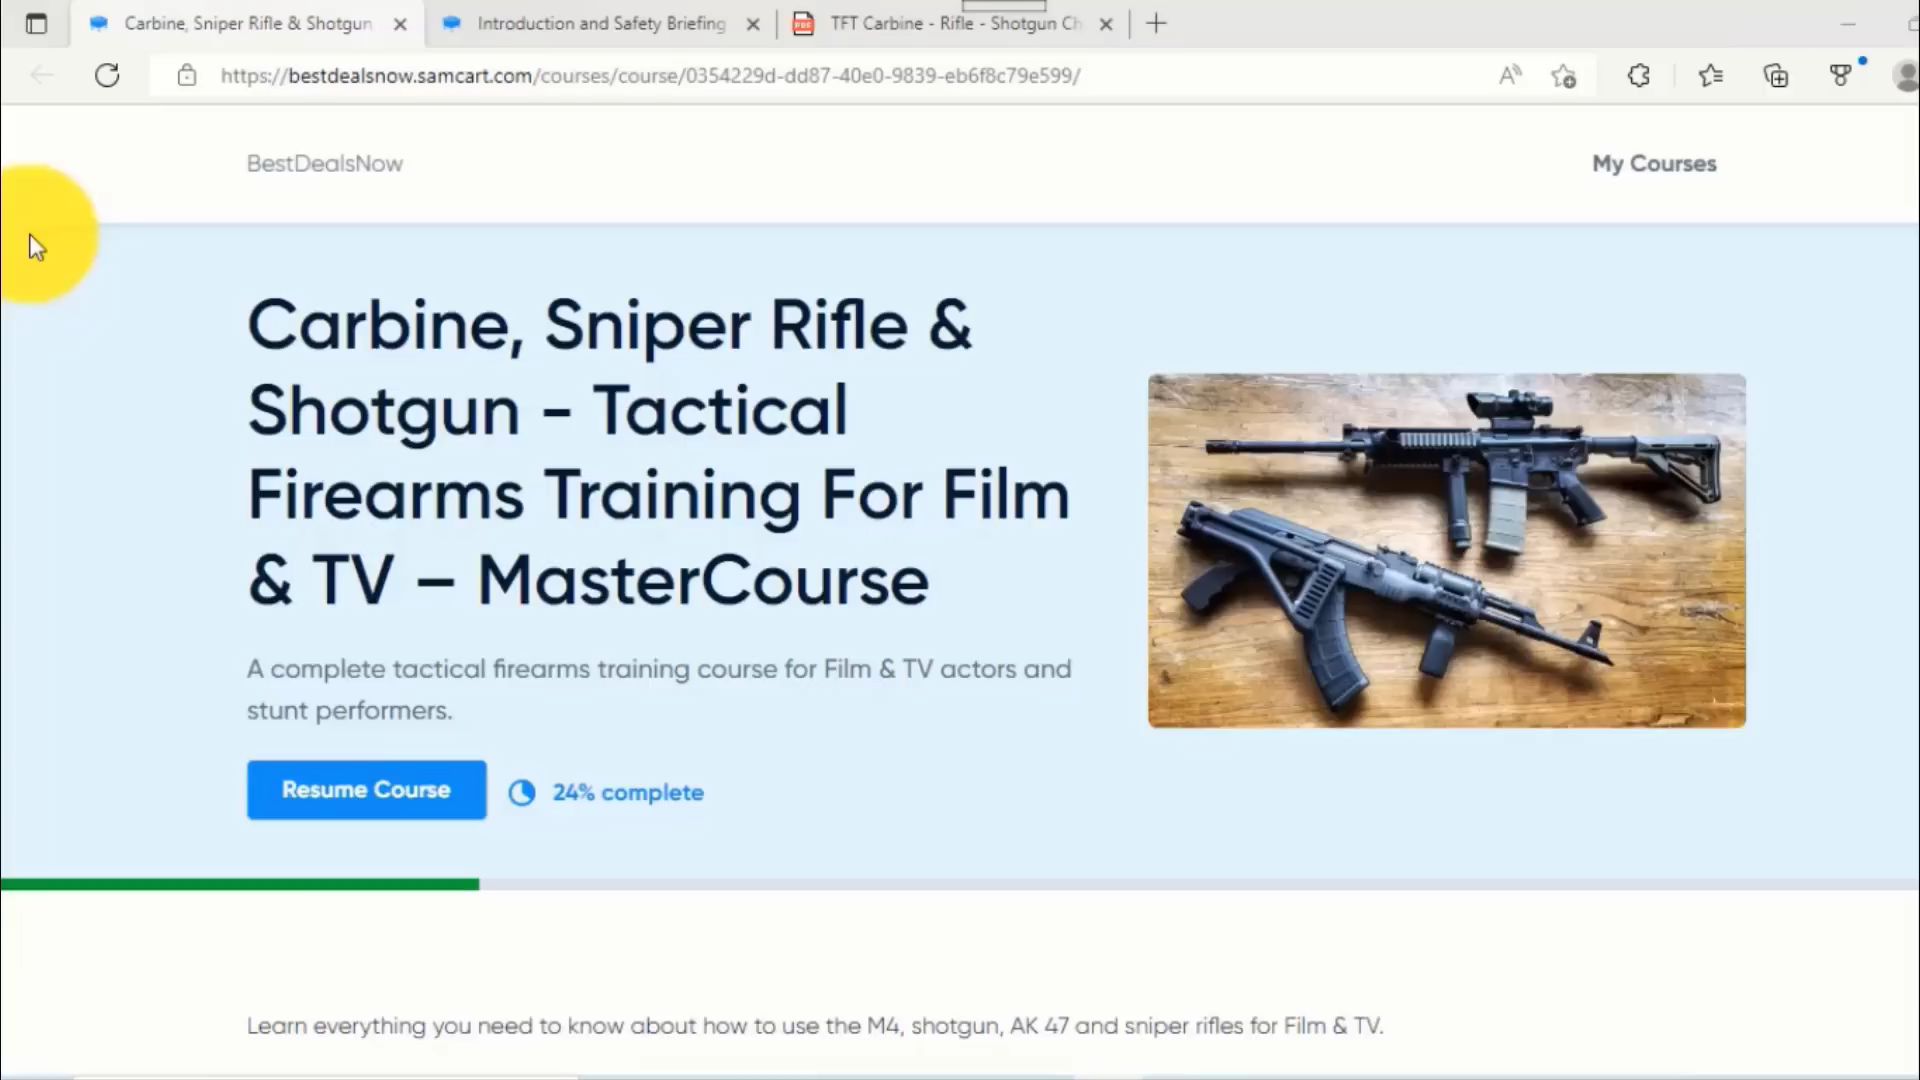 Carbine, Sniper Rifle & Shotgun
Introduction and Safety Briefing
TFT Carbine - Rifle - Shotgun Ch
https://bestdealsnow.samcart.com/courses/course/0354229d-dd87-40e0-9839-eb6f8c79e599/
BestDealsNow
My Courses
Carbine, Sniper Rifle &
Shotgun - Tactical
Firearms Training For Film
& TV – MasterCourse
A complete tactical firearms training course for Film & TV actors and
stunt performers.
Resume Course
24% complete
Learn everything you need to know about how to use the M4, shotgun, AK 47 and sniper rifles for Film & TV.